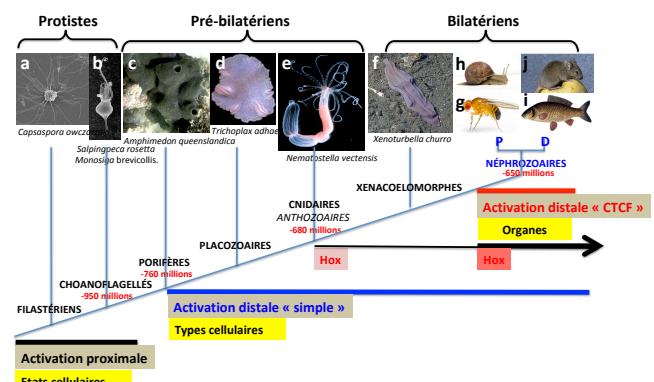 Protistes
Pré-bilatériens
Bilatériens
a
b
c
d
e
f
h
j
g
i
Capsaspora owczarzaki
Salpingoeca rosetta
Monosiga brevicollis.
Amphimedon queenslandica
Trichoplax adhae
Nematostella vectensis
Xenoturbella churro
P D
NÉPHROZOAIRES
-650 millions
XENACOELOMORPHES
CNIDAIRES
ANTHOZOAIRES
-680 millions
PLACOZOAIRES
PORIFÈRES
-760 millions
CHOANOFLAGELLÉS
-950 millions
FILASTÉRIENS
Activation distale « CTCF »
Organes
Hox
Hox
Activation distale « simple »
Types cellulaires
Activation proximale
Etats cellulaires